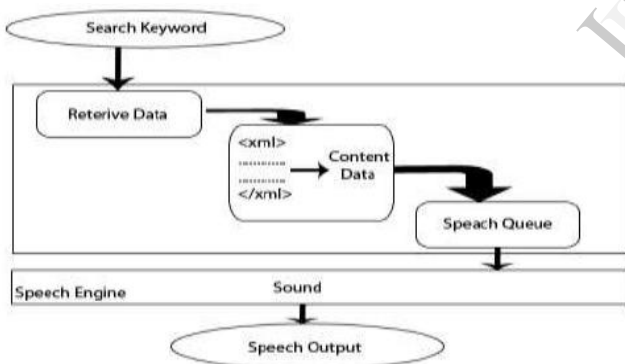 Search Keyword
Reterive Data
<xml>
............
............
</xml>
Content
Data
Speach Queue
Sound
Speech Engine
Speech Output